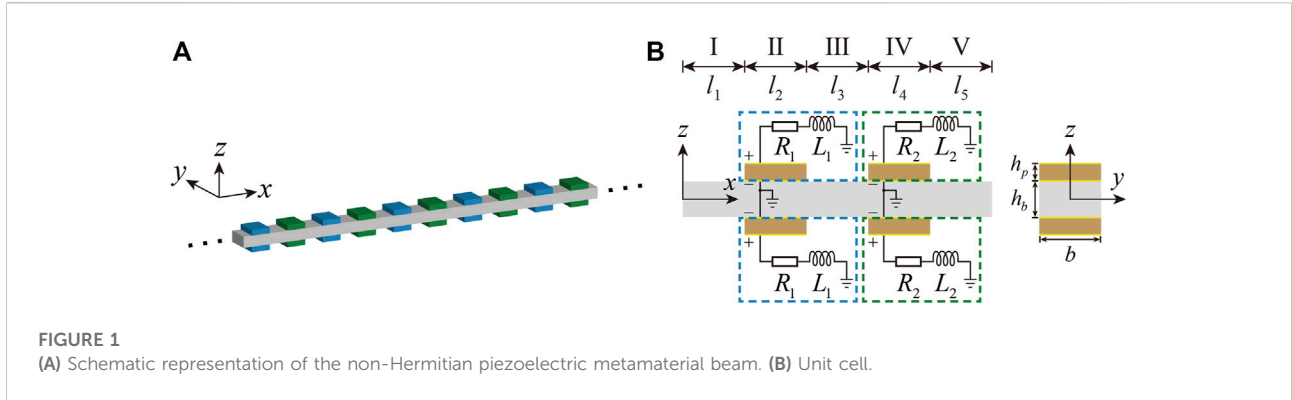 A
B
I II III IV V
l₁ l₂ l₃ l₄ l₅
z
y
x
z
x
R₁ L₁
R₂ L₂
+
+
−
−
−
−
+
+
R₁ L₁
R₂ L₂
z
y
hₚ
h_b
b
FIGURE 1
(A) Schematic representation of the non-Hermitian piezoelectric metamaterial beam. (B) Unit cell.